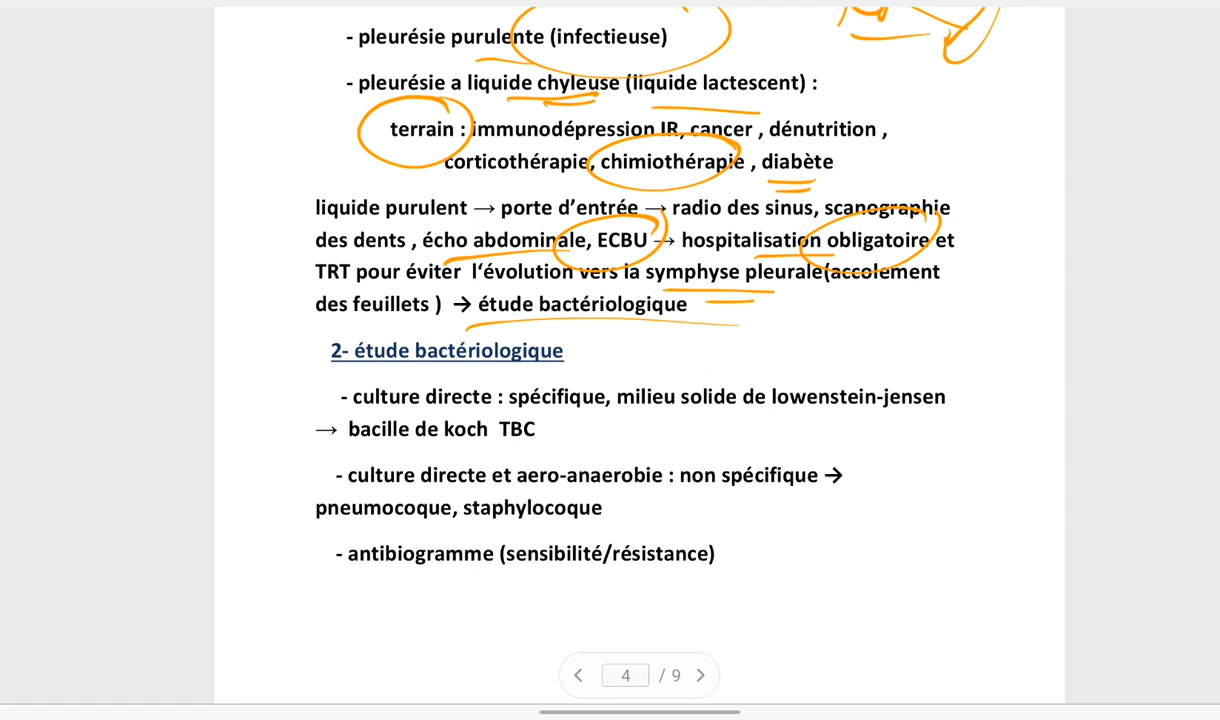 - pleurésie purulente (infectieuse)
- pleurésie a liquide chyleuse (liquide lactescent) :
terrain : immunodépression IR, cancer , dénutrition ,
corticothérapie, chimiothérapie , diabète
liquide purulent → porte d’entrée → radio des sinus, scanographie
des dents , écho abdominale, ECBU → hospitalisation obligatoire et
TRT pour éviter l‘évolution vers la symphyse pleurale(accolement
des feuillets ) → étude bactériologique
2- étude bactériologique
- culture directe : spécifique, milieu solide de lowenstein-jensen
→ bacille de koch TBC
- culture directe et aero-anaerobie : non spécifique →
pneumocoque, staphylocoque
- antibiogramme (sensibilité/résistance)
4 / 9